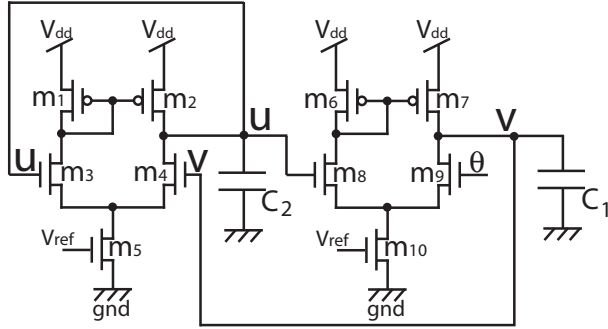 Vdd Vdd Vdd Vdd
m1 m2 m6 m7
u v
u m3 m4 v m8 m9 θ
C2 C1
Vref m5 Vref m10
gnd gnd